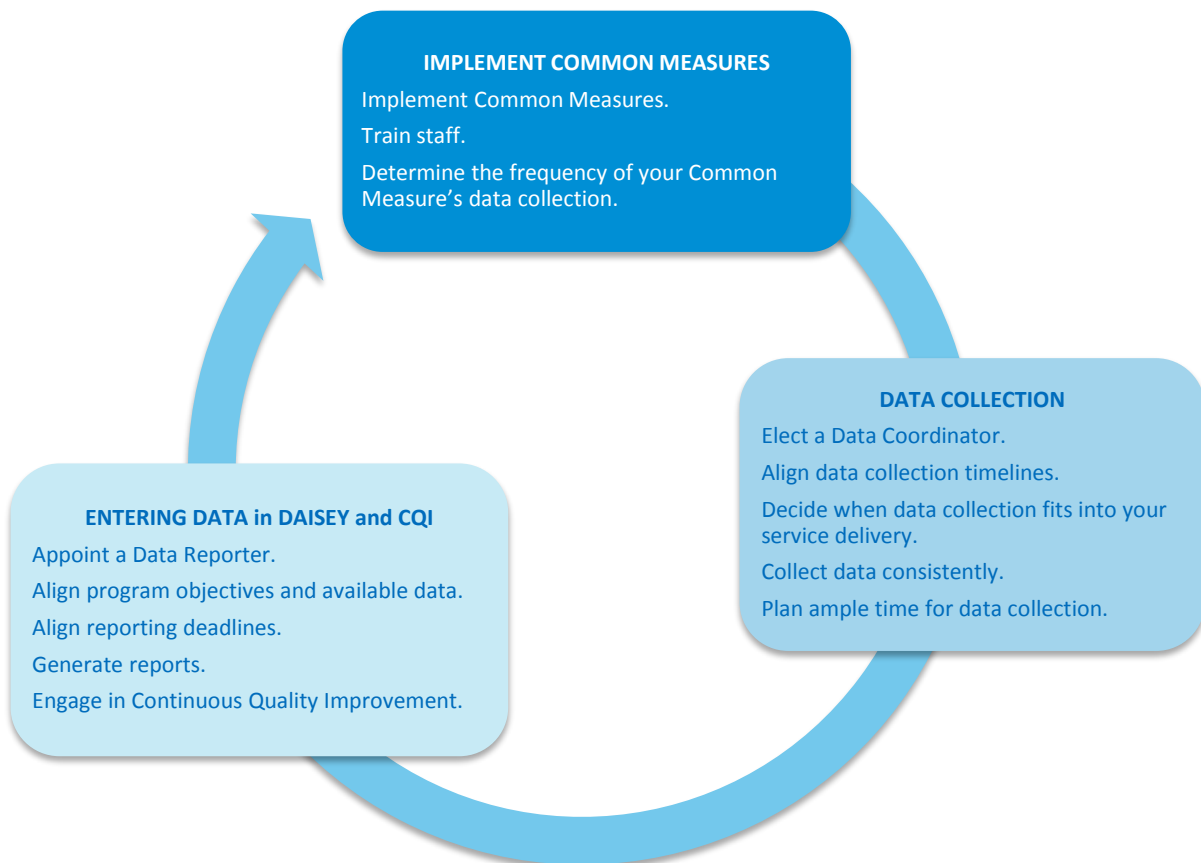 IMPLEMENT COMMON MEASURES
Implement Common Measures.
Train staff.
Determine the frequency of your Common
Measure’s data collection.
DATA COLLECTION
Elect a Data Coordinator.
Align data collection timelines.
Decide when data collection fits into your
service delivery.
Collect data consistently.
Plan ample time for data collection.
ENTERING DATA in DAISEY and CQI
Appoint a Data Reporter.
Align program objectives and available data.
Align reporting deadlines.
Generate reports.
Engage in Continuous Quality Improvement.